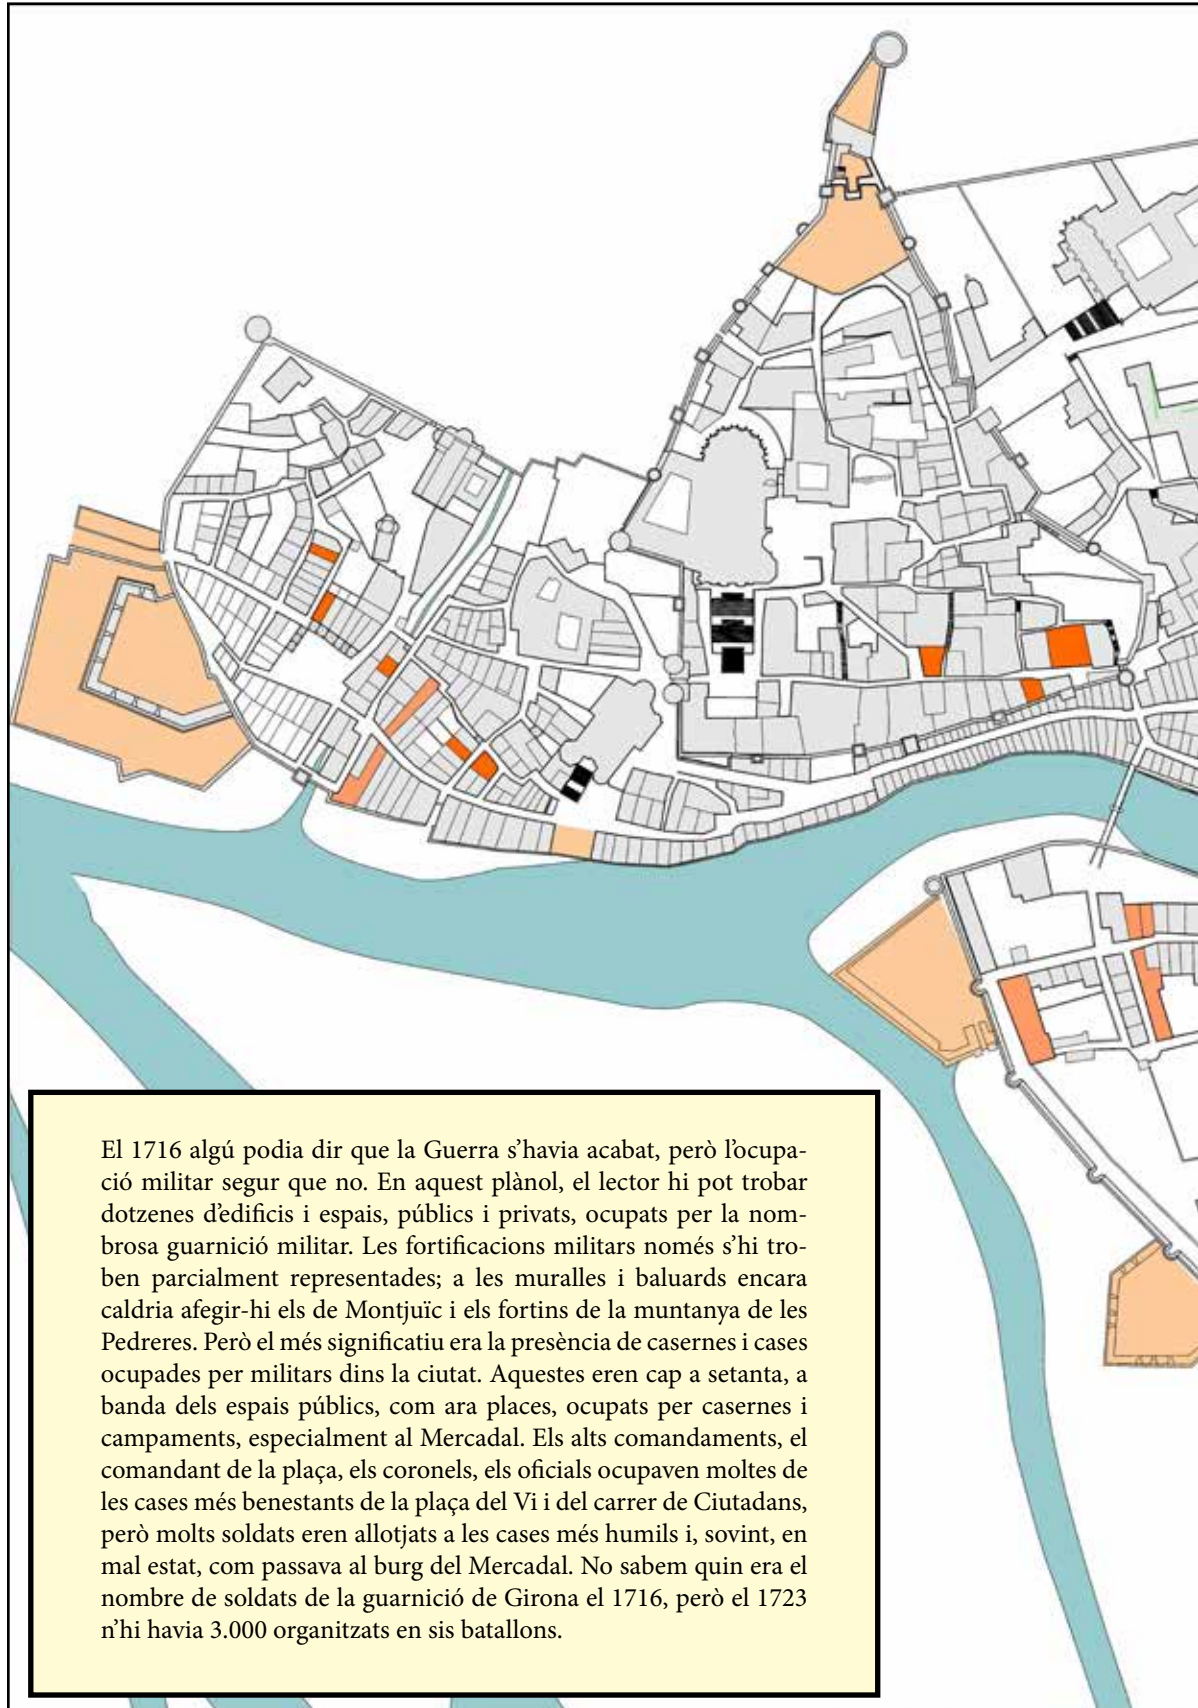 El 1716 algú podia dir que la Guerra s'havia acabat, però l'ocupa-
ció militar segur que no. En aquest plànol, el lector hi pot trobar
dotzenes d'edificis i espais, públics i privats, ocupats per la nom-
brosa guarnició militar. Les fortificacions militars només s'hi tro-
ben parcialment representades; a les muralles i baluards encara
caldria afegir-hi els de Montjuïc i els fortins de la muntanya de les
Pedreres. Però el més significatiu era la presència de casernes i cases
ocupades per militars dins la ciutat. Aquestes eren cap a setanta, a
banda dels espais públics, com ara places, ocupats per casernes i
campaments, especialment al Mercadal. Els alts comandaments, el
comandant de la plaça, els coronels, els oficials ocupaven moltes de
les cases més benestants de la plaça del Vi i del carrer de Ciutadans,
però molts soldats eren allotjats a les cases més humils i, sovint, en
mal estat, com passava al burg del Mercadal. No sabem quin era el
nombre de soldats de la guarnició de Girona el 1716, però el 1723
n'hi havia 3.000 organitzats en sis batallons.